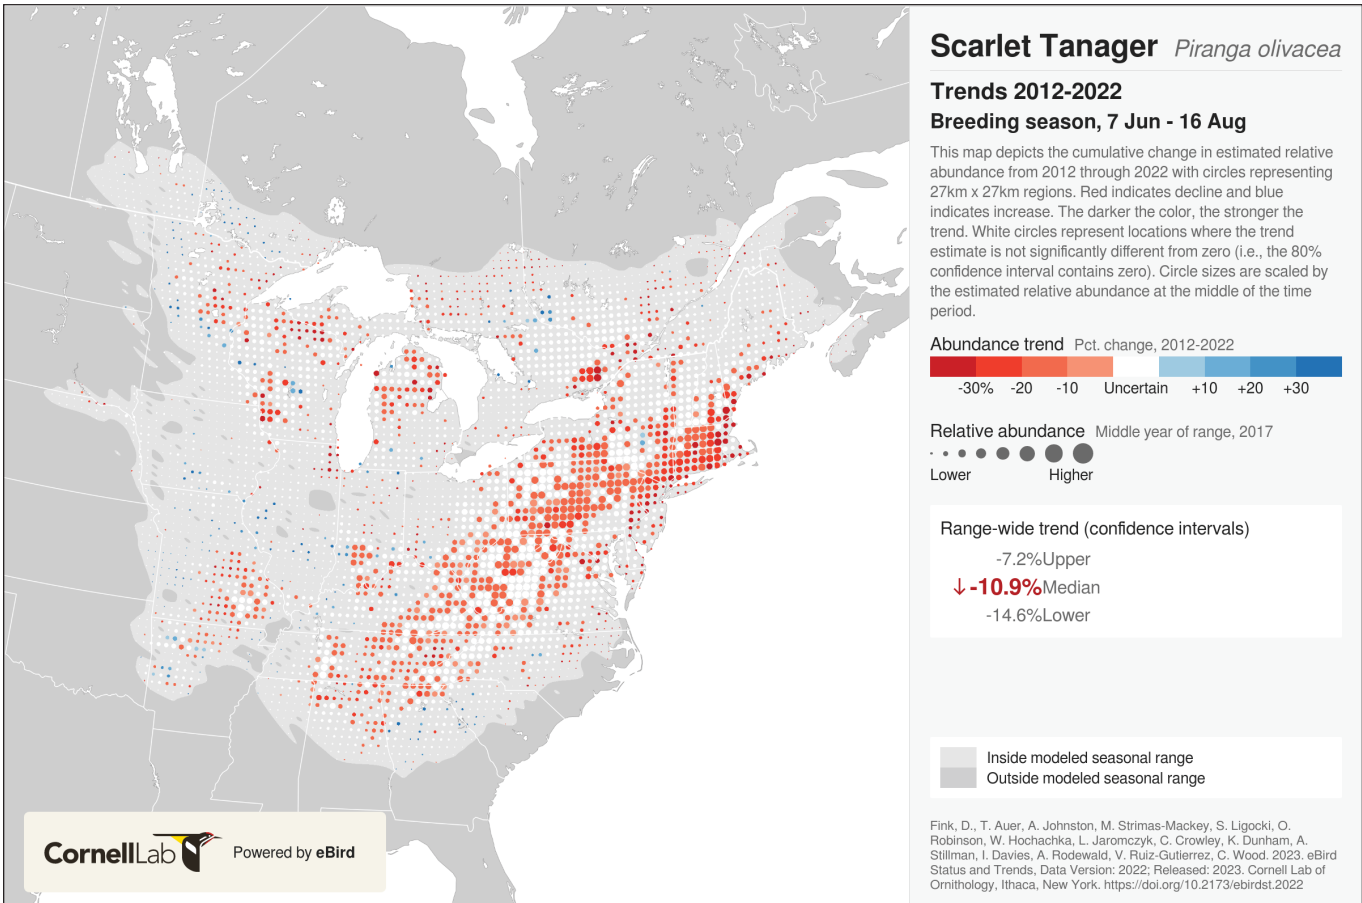 Scarlet Tanager Piranga olivacea
Trends 2012-2022
Breeding season, 7 Jun - 16 Aug
This map depicts the cumulative change in estimated relative
abundance from 2012 through 2022 with circles representing
27km x 27km regions. Red indicates decline and blue
indicates increase. The darker the color, the stronger the
trend. White circles represent locations where the trend
estimate is not significantly different from zero (i.e., the 80%
confidence interval contains zero). Circle sizes are scaled by
the estimated relative abundance at the middle of the time
period.
Abundance trend Pct. change, 2012-2022
-30% -20 -10 Uncertain +10 +20 +30
Relative abundance Middle year of range, 2017
Lower Higher
Range-wide trend (confidence intervals)
-7.2% Upper
↓-10.9% Median
-14.6% Lower
Inside modeled seasonal range
Outside modeled seasonal range
Fink, D., T. Auer, A. Johnston, M. Strimas-Mackey, S. Ligocki, O.
Robinson, W. Hochachka, L. Jaromczyk, C. Crowley, K. Dunham, A.
Stillman, I. Davies, A. Rodewald, V. Ruiz-Gutierrez, C. Wood. 2023. eBird
Status and Trends, Data Version: 2022; Released: 2023. Cornell Lab of
Ornithology, Ithaca, New York. https://doi.org/10.2173/ebirdst.2022
CornellLab Powered by eBird